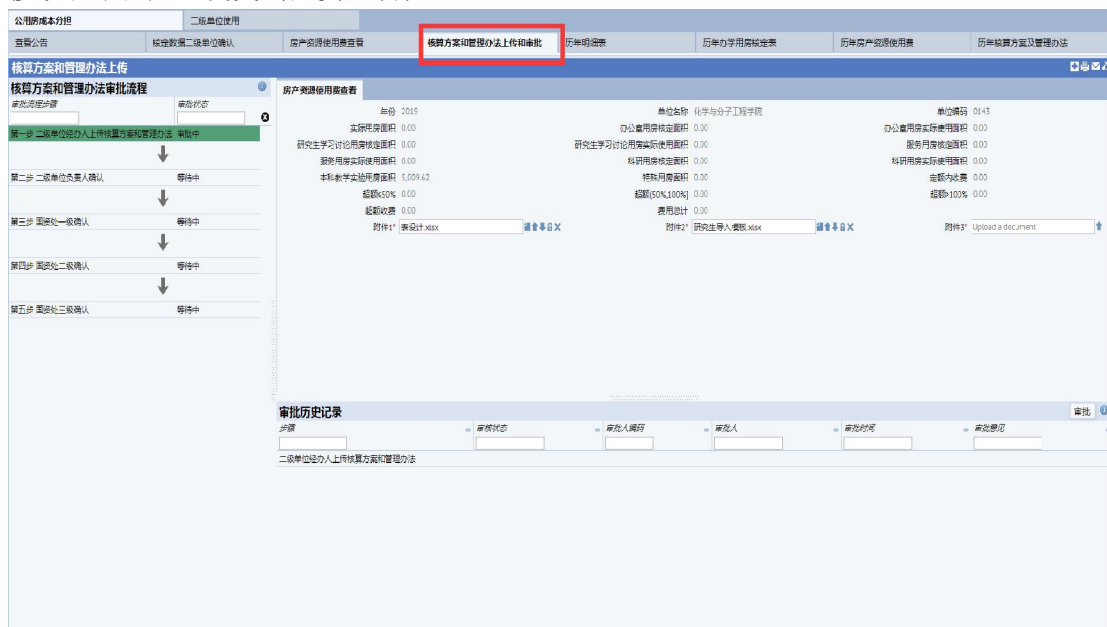 公用房成本分担 二级单位使用
查看公告 核定数据二级单位确认 房产资源使用费查看 核算方案和管理办法上传和审批 历年明细表 历年办学用房核定表 历年房产资源使用费 历年核算方案及管理办法
核算方案和管理办法上传
核算方案和管理办法审批流程
审批流程步骤 审批状态
第一步 二级单位经办人上传核算方案和管理办法 审批中
第二步 二级单位负责人确认 等待中
第三步 国资处一级确认 等待中
第四步 国资处二级确认 等待中
第五步 国资处三级确认 等待中
房产资源使用费查看
年份 2019 单位名称 化学与分子工程学院 单位编码 0143
实际用房面积 0.00 办公室用房核定面积 0.00 办公室用房实际使用面积 0.00
研究生学习讨论用房核定面积 0.00 研究生学习讨论用房实际使用面积 0.00 服务用房核定面积 0.00
服务用房实际使用面积 0.00 科研用房核定面积 0.00 科研用房实际使用面积 0.00
本科教学实验用房面积 5,009.62 特殊用房面积 0.00 定额内收费 0.00
超额≤50% 0.00 超额(50%,100%] 0.00 超额>100% 0.00
超额收费 0.00 费用总计 0.00
附件1* 表设计.xlsx 附件2* 研究生导入模板.xlsx 附件3* Upload a document
审批历史记录 审批
步骤 审核状态 审批人编码 审批人 审批时间 审批意见
二级单位经办人上传核算方案和管理办法